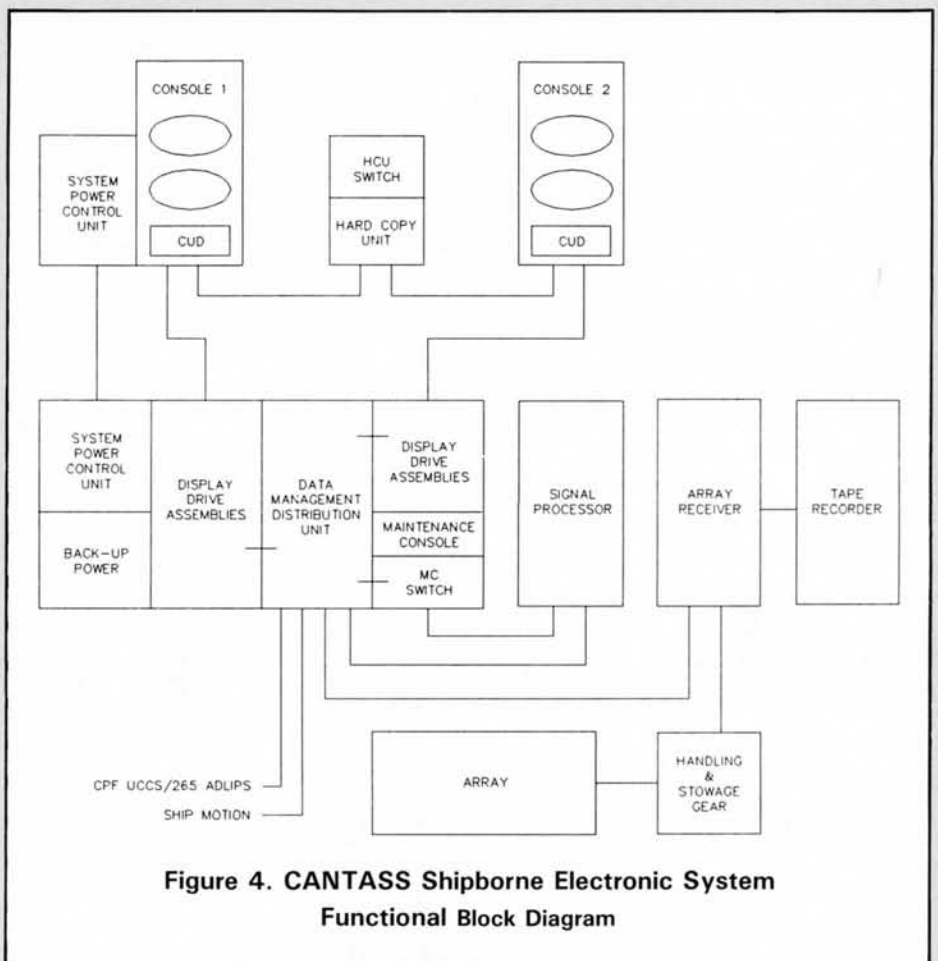 CONSOLE 1
CUD
SYSTEM
POWER
CONTROL
UNIT
HCU
SWITCH
HARD COPY
UNIT
CONSOLE 2
CUD
SYSTEM
POWER
CONTROL
UNIT
BACK-UP
POWER
DISPLAY
DRIVE
ASSEMBLIES
DATA
MANAGEMENT
DISTRIBUTION
UNIT
DISPLAY
DRIVE
ASSEMBLIES
MAINTENANCE
CONSOLE
MC
SWITCH
SIGNAL
PROCESSOR
ARRAY
RECEIVER
TAPE
RECORDER
CPF UCCS/265 ADLIPS
SHIP MOTION
ARRAY
HANDLING
&
STOWAGE
GEAR
Figure 4. CANTASS Shipborne Electronic System
Functional Block Diagram